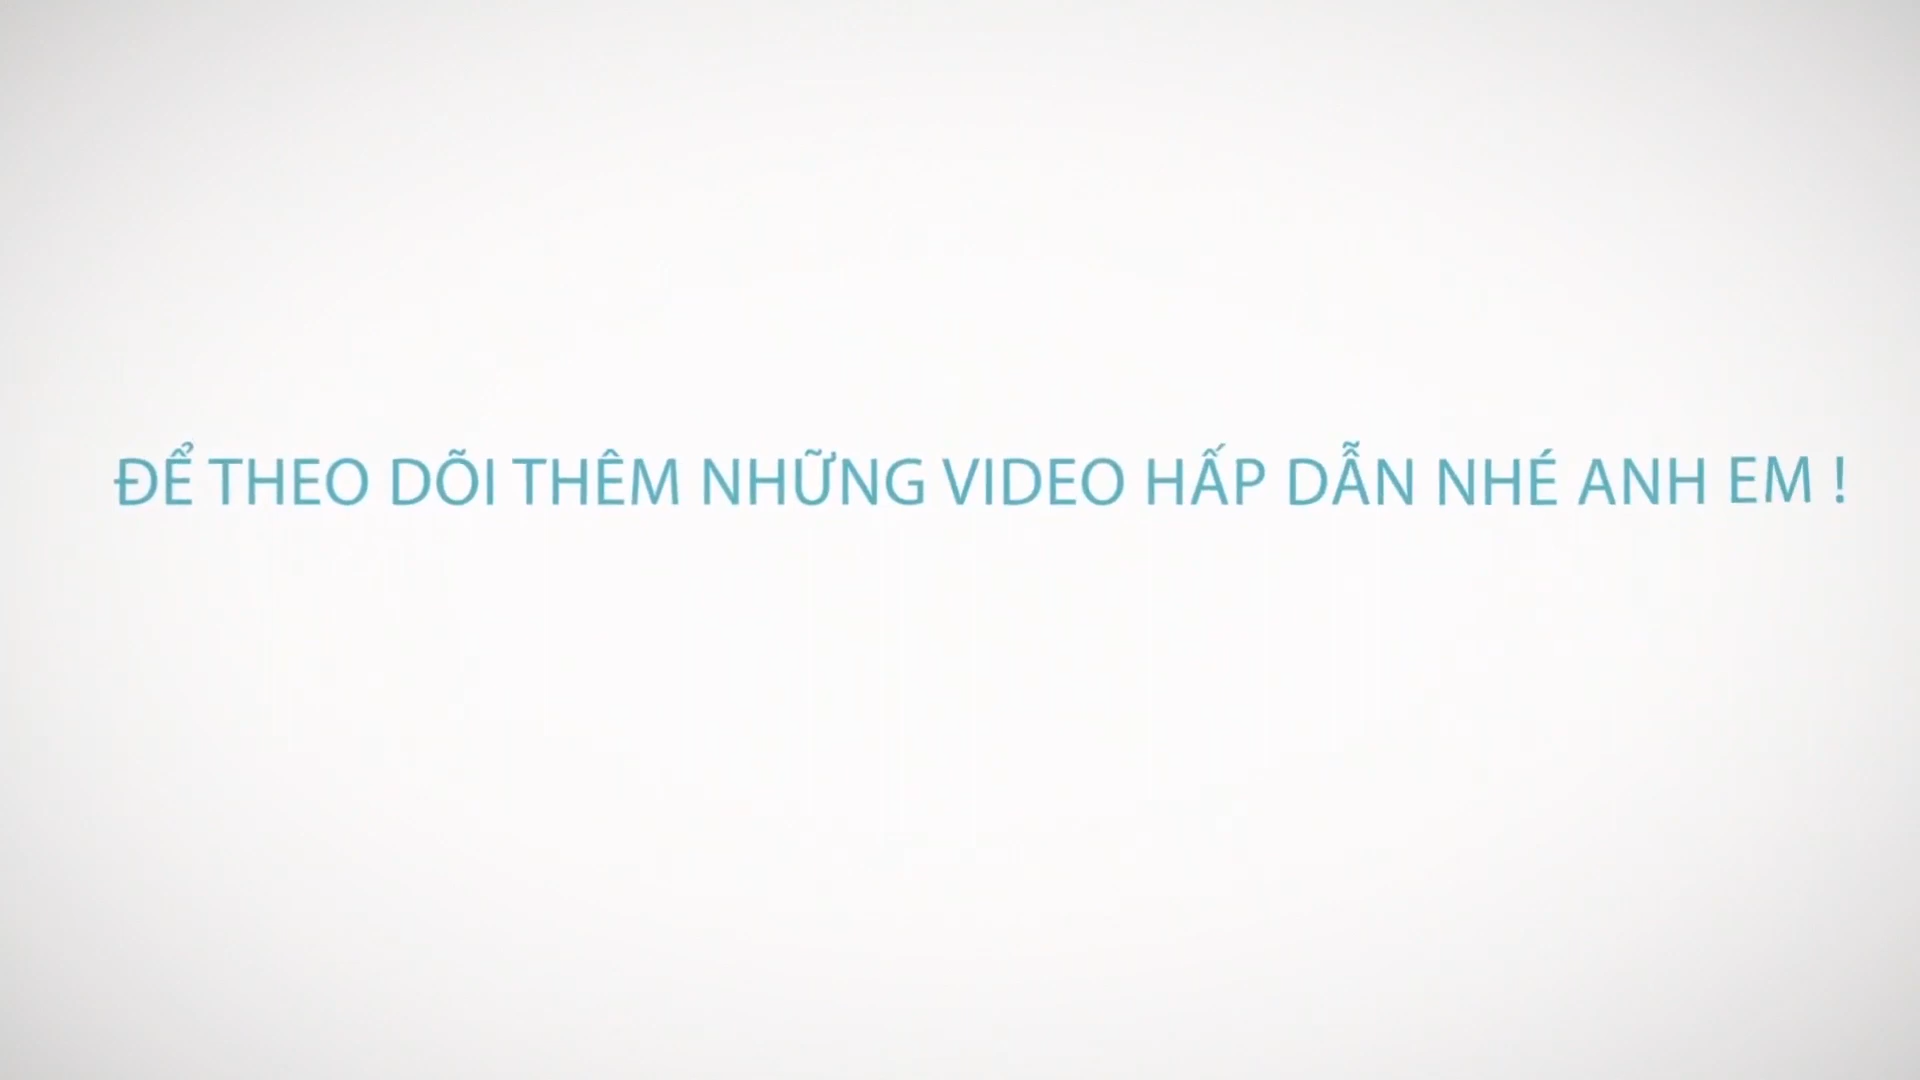 ĐỂ THEO DÕI THÊM NHỮNG VIDEO HẤP DẪN NHÉ ANH EM !